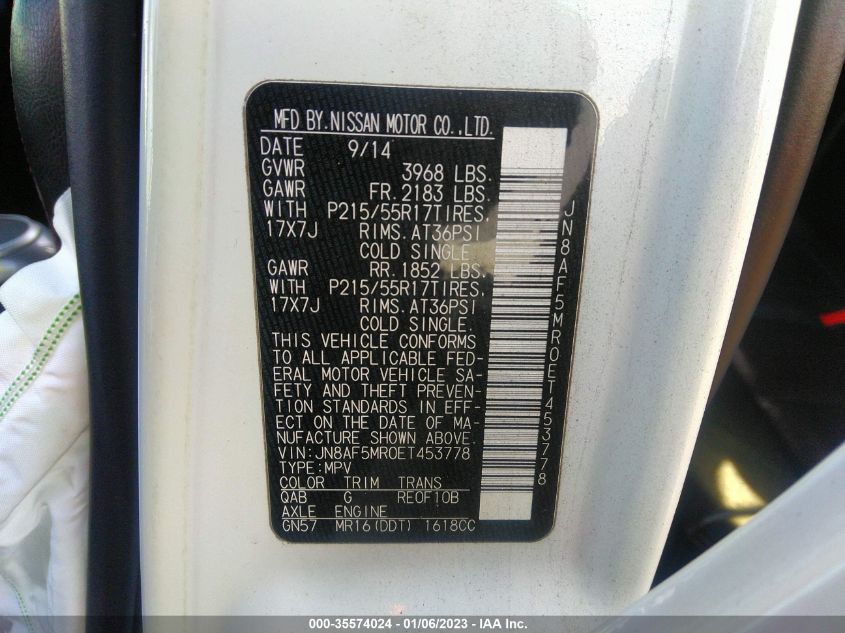 MFD BY.NISSAN MOTOR CO.,LTD.
DATE 9/14
GVWR 3968 LBS.
GAWR FR.2183 LBS.
WITH P215/55R17TIRES,
17X7J RIMS.AT36PSI
COLD SINGLE
GAWR RR.1852 LBS.
WITH P215/55R17TIRES,
17X7J RIMS.AT36PSI
COLD SINGLE.
THIS VEHICLE CONFORMS
TO ALL APPLICABLE FED-
ERAL MOTOR VEHICLE SA-
FETY AND THEFT PREVEN-
TION STANDARDS IN EFF-
ECT ON THE DATE OF MA-
NUFACTURE SHOWN ABOVE.
VIN:JN8AF5MR0ET453778
TYPE:MPV
COLOR TRIM TRANS
QAB G RE0F10B
AXLE ENGINE
GN57 MR16(DDT) 1618CC
JN8AF5MR0ET453778
000-35574024 - 01/06/2023 - IAA Inc.